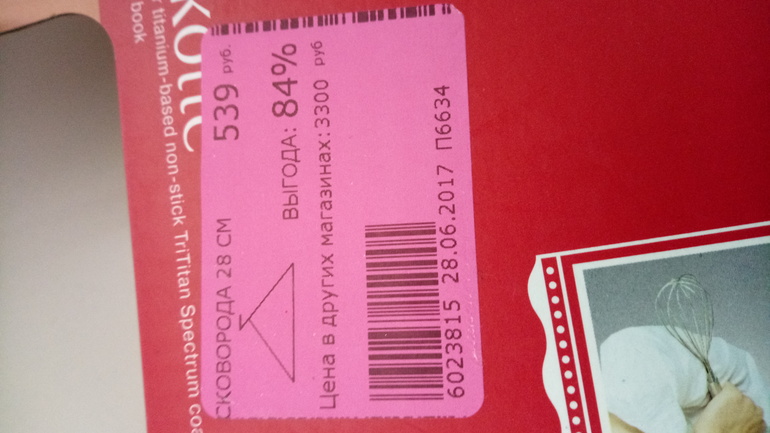 r titanium-based non-stick TriTitan Spectrum coa
book
СКОВОРОДА 28 СМ
539 руб.
ВЫГОДА: 84%
Цена в других магазинах: 3300 руб
6023815 28.06.2017 П6634